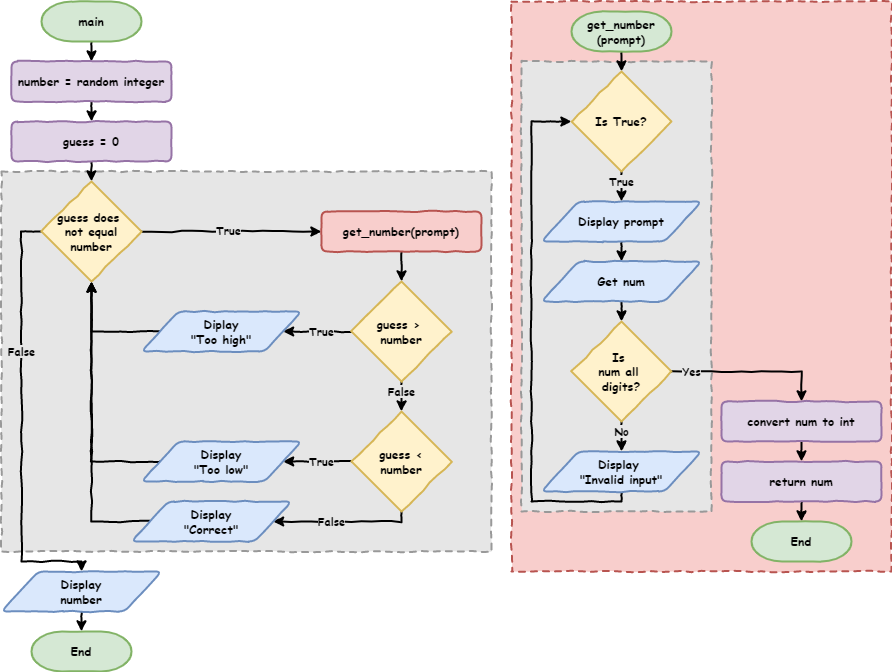 main
number = random integer
guess = 0
guess does
not equal
number
True
get_number(prompt)
guess >
number
True
Diplay
"Too high"
False
False
guess <
number
True
Display
"Too low"
False
Display
"Correct"
Display
number
End
get_number
(prompt)
Is True?
True
Display prompt
Get num
Is
num all
digits?
Yes
No
Display
"Invalid input"
convert num to int
return num
End